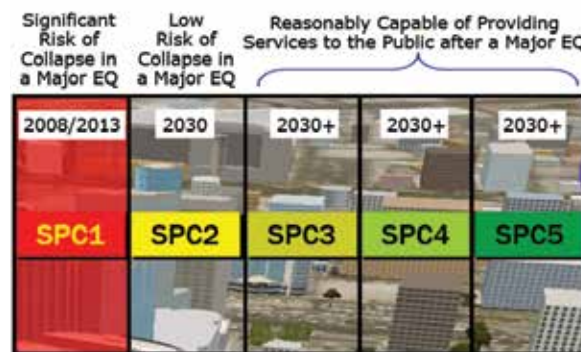 Significant
Risk of
Collapse in
a Major EQ
Low
Risk of
Collapse in
a Major EQ
Reasonably Capable of Providing
Services to the Public after a Major EQ
2008/2013
2030
2030+
2030+
2030+
SPC1
SPC2
SPC3
SPC4
SPC5